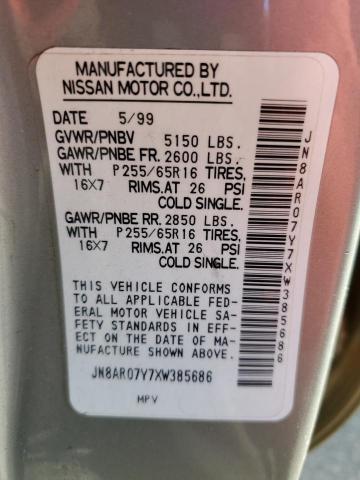 MANUFACTURED BY
NISSAN MOTOR CO.,LTD.
DATE 5/99
GVWR/PNBV 5150 LBS.
GAWR/PNBE FR. 2600 LBS.
WITH P255/65R16 TIRES,
16X7 RIMS.AT 26 PSI
COLD SINGLE.
GAWR/PNBE RR. 2850 LBS.
WITH P255/65R16 TIRES,
16X7 RIMS.AT 26 PSI
COLD SINGLE.
THIS VEHICLE CONFORMS
TO ALL APPLICABLE FED-
ERAL MOTOR VEHICLE SA-
FETY STANDARDS IN EFF-
ECT ON THE DATE OF MA-
NUFACTURE SHOWN ABOVE.
JN8AR07Y7XW385686
MPV
JN8AR07Y7XW385686